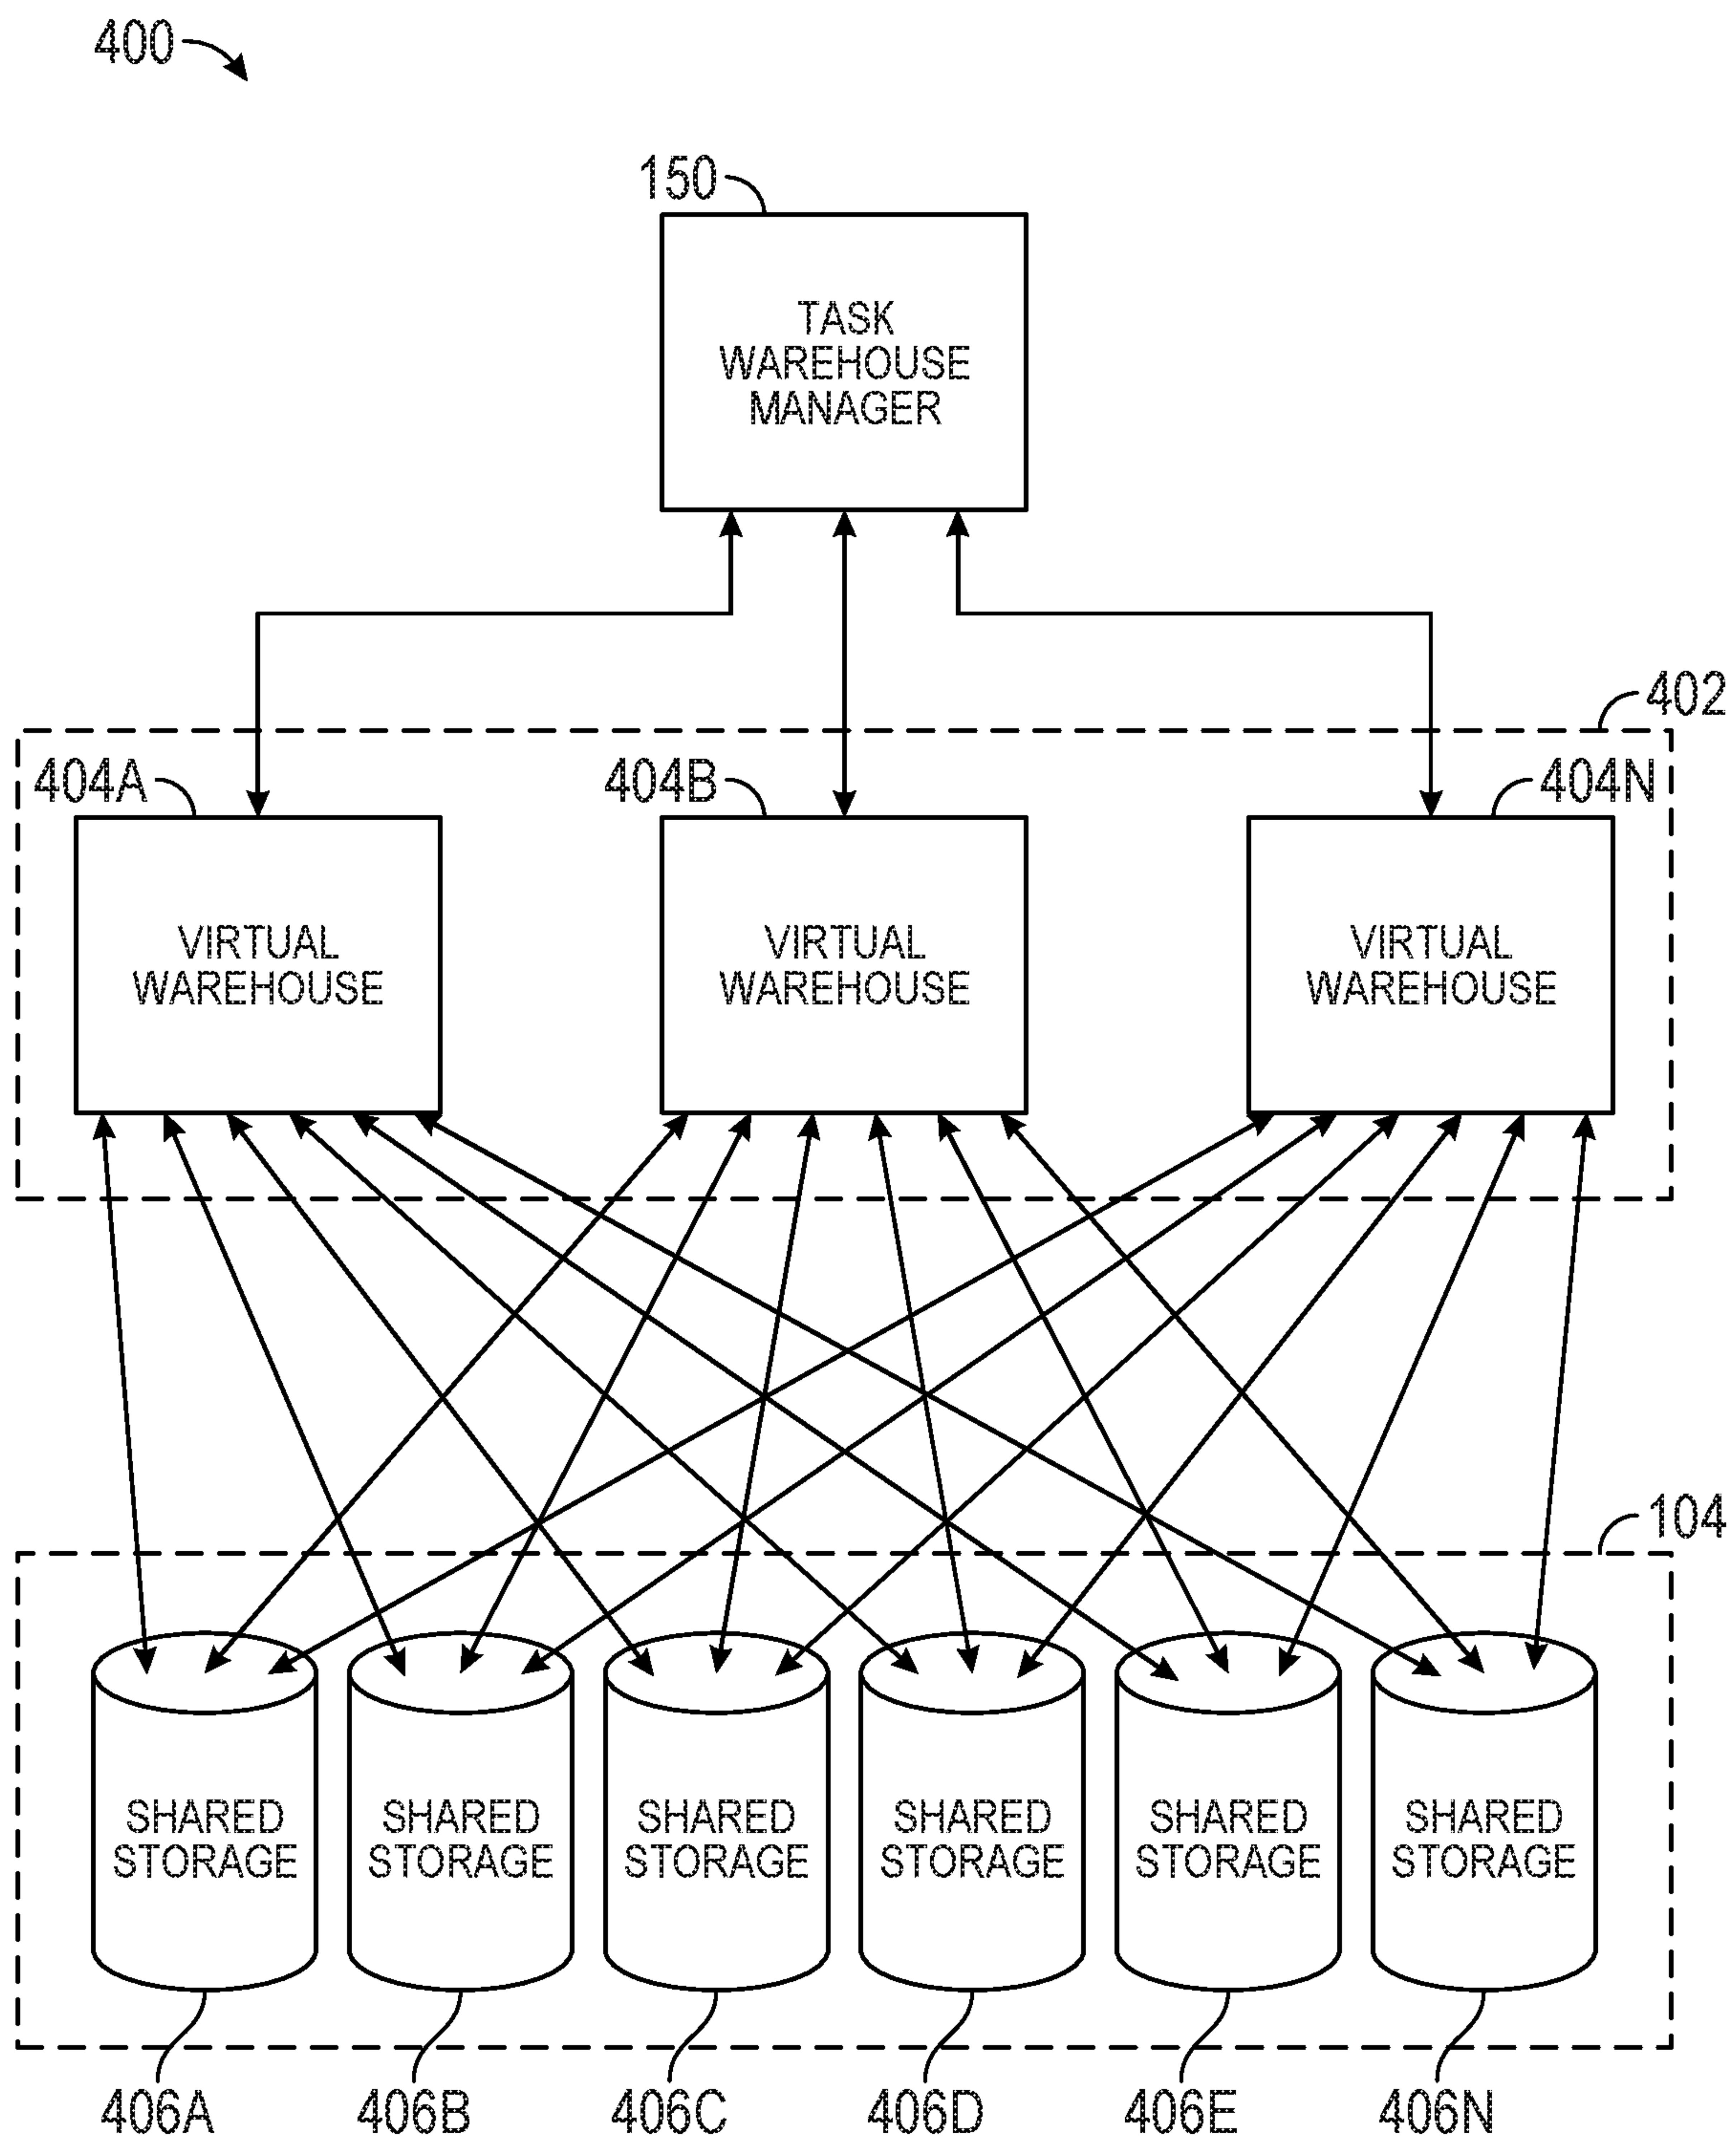 400
150
TASK
WAREHOUSE
MANAGER
402
404A
404B
404N
VIRTUAL
WAREHOUSE
VIRTUAL
WAREHOUSE
VIRTUAL
WAREHOUSE
104
SHARED
STORAGE
SHARED
STORAGE
SHARED
STORAGE
SHARED
STORAGE
SHARED
STORAGE
SHARED
STORAGE
406A
406B
406C
406D
406E
406N